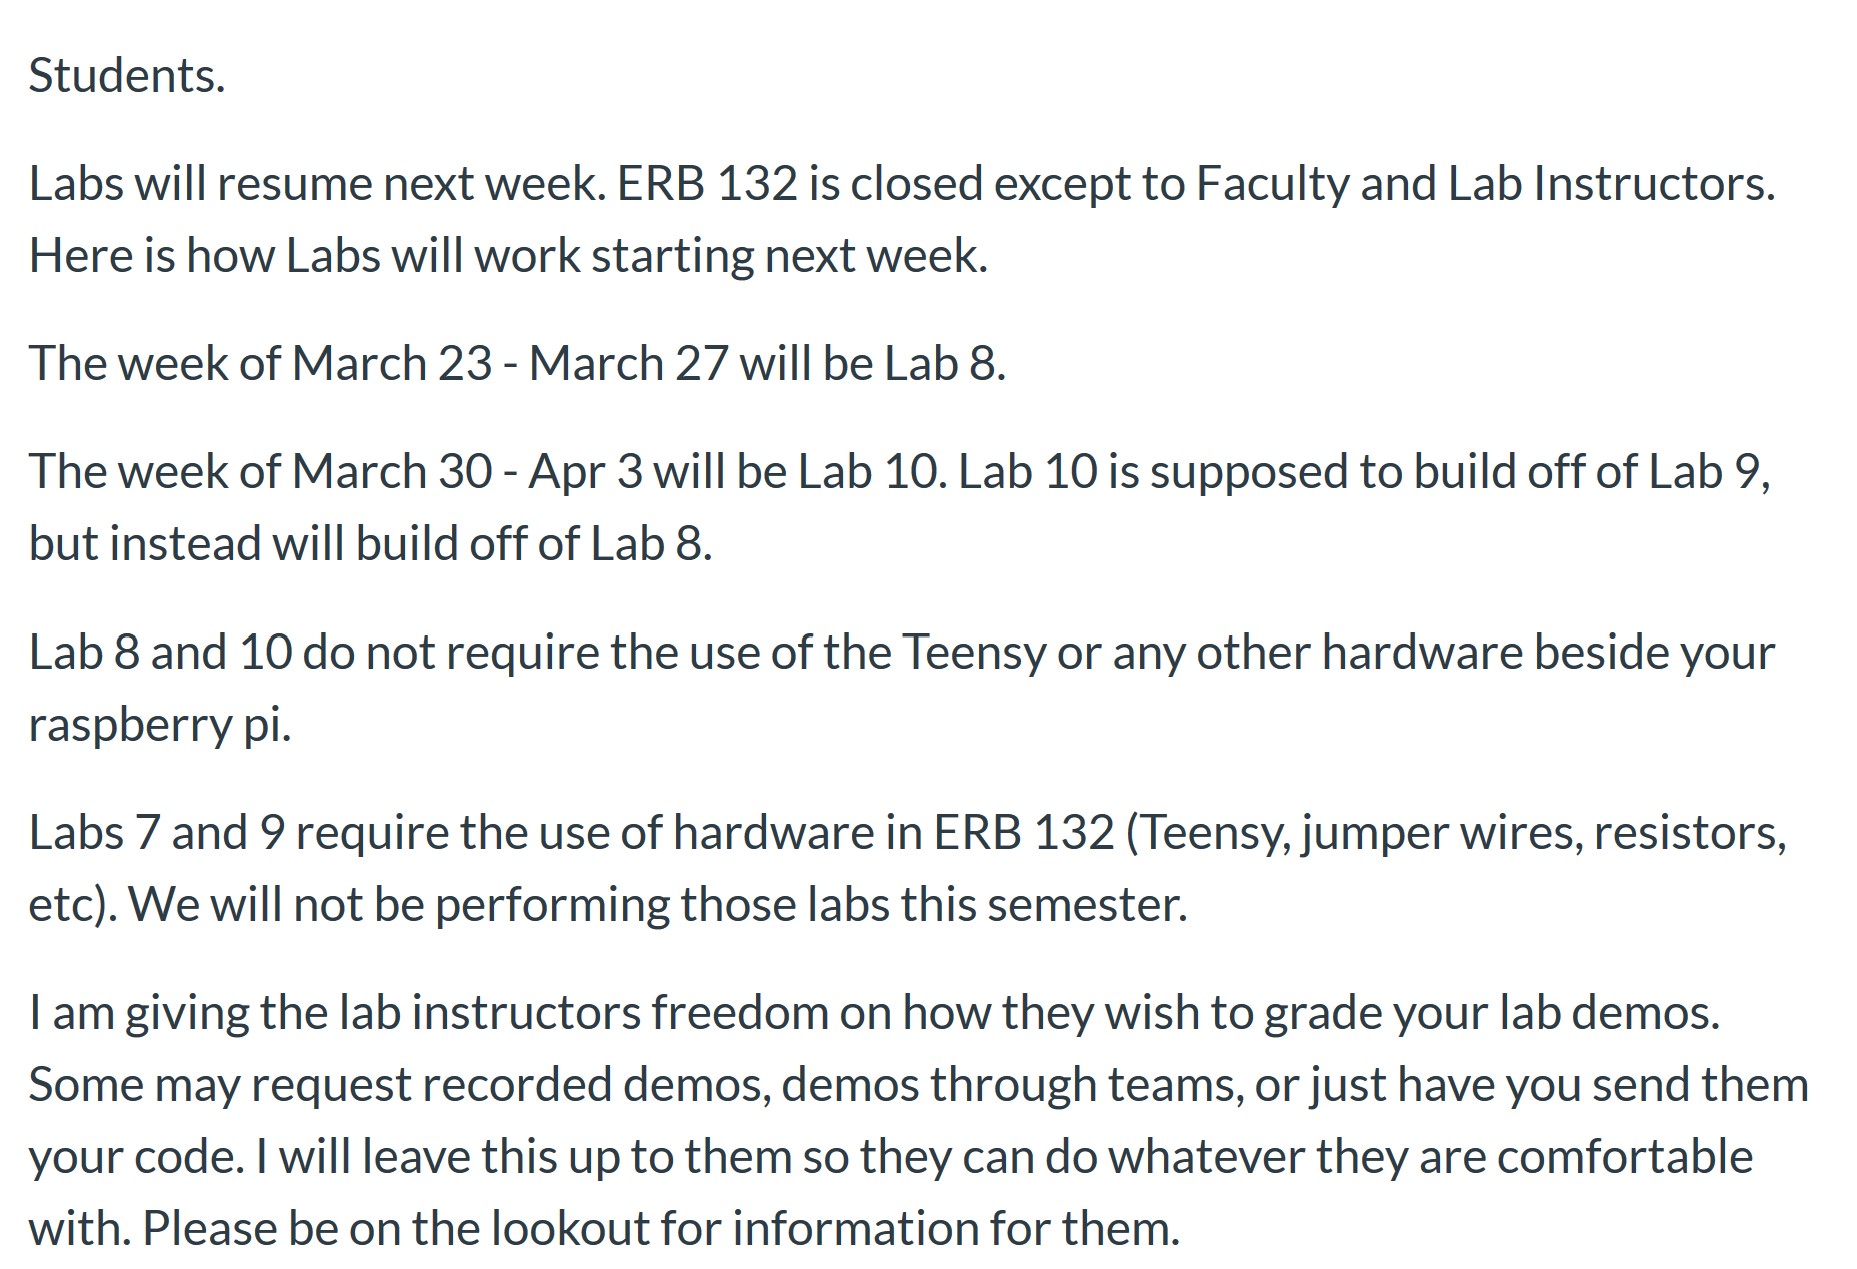 Students.
Labs will resume next week. ERB 132 is closed except to Faculty and Lab Instructors.
Here is how Labs will work starting next week.
The week of March 23 - March 27 will be Lab 8.
The week of March 30 - Apr 3 will be Lab 10. Lab 10 is supposed to build off of Lab 9,
but instead will build off of Lab 8.
Lab 8 and 10 do not require the use of the Teensy or any other hardware beside your
raspberry pi.
Labs 7 and 9 require the use of hardware in ERB 132 (Teensy, jumper wires, resistors,
etc). We will not be performing those labs this semester.
I am giving the lab instructors freedom on how they wish to grade your lab demos.
Some may request recorded demos, demos through teams, or just have you send them
your code. I will leave this up to them so they can do whatever they are comfortable
with. Please be on the lookout for information for them.